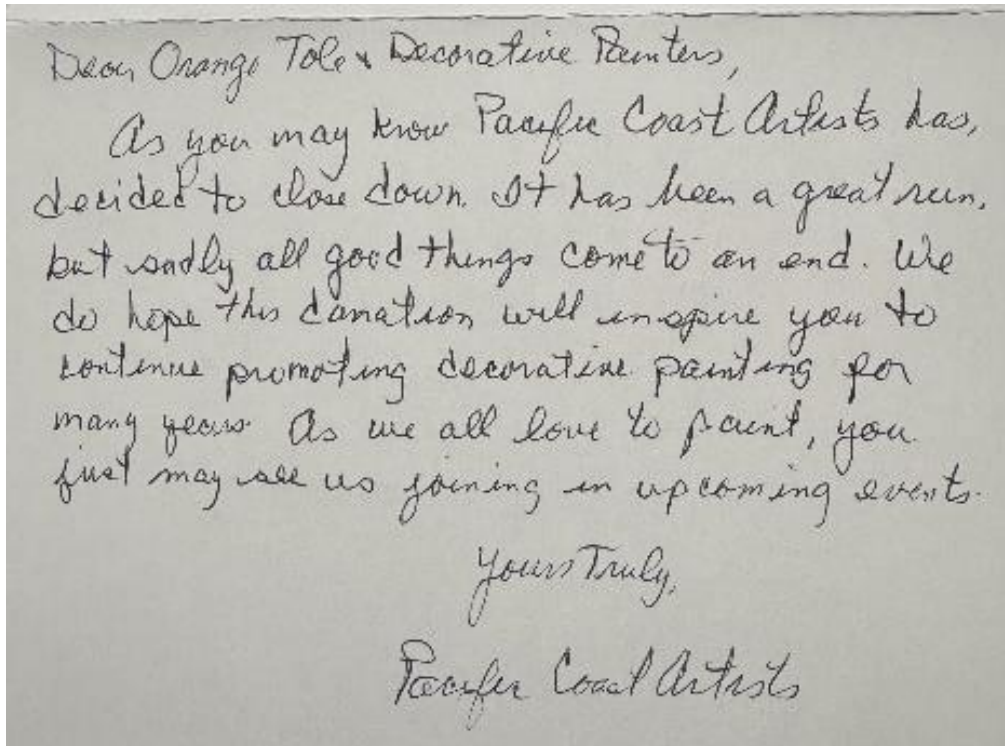 Dear Orange Tole & Decorative Painters,
As you may know Pacific Coast Artists has,
decided to close down. It has been a great run,
but sadly all good things come to an end. We
do hope this donation will inspire you to
continue promoting decorative painting for
many years. As we all love to paint, you
just may see us joining in upcoming events.
Yours Truly,
Pacific Coast Artists